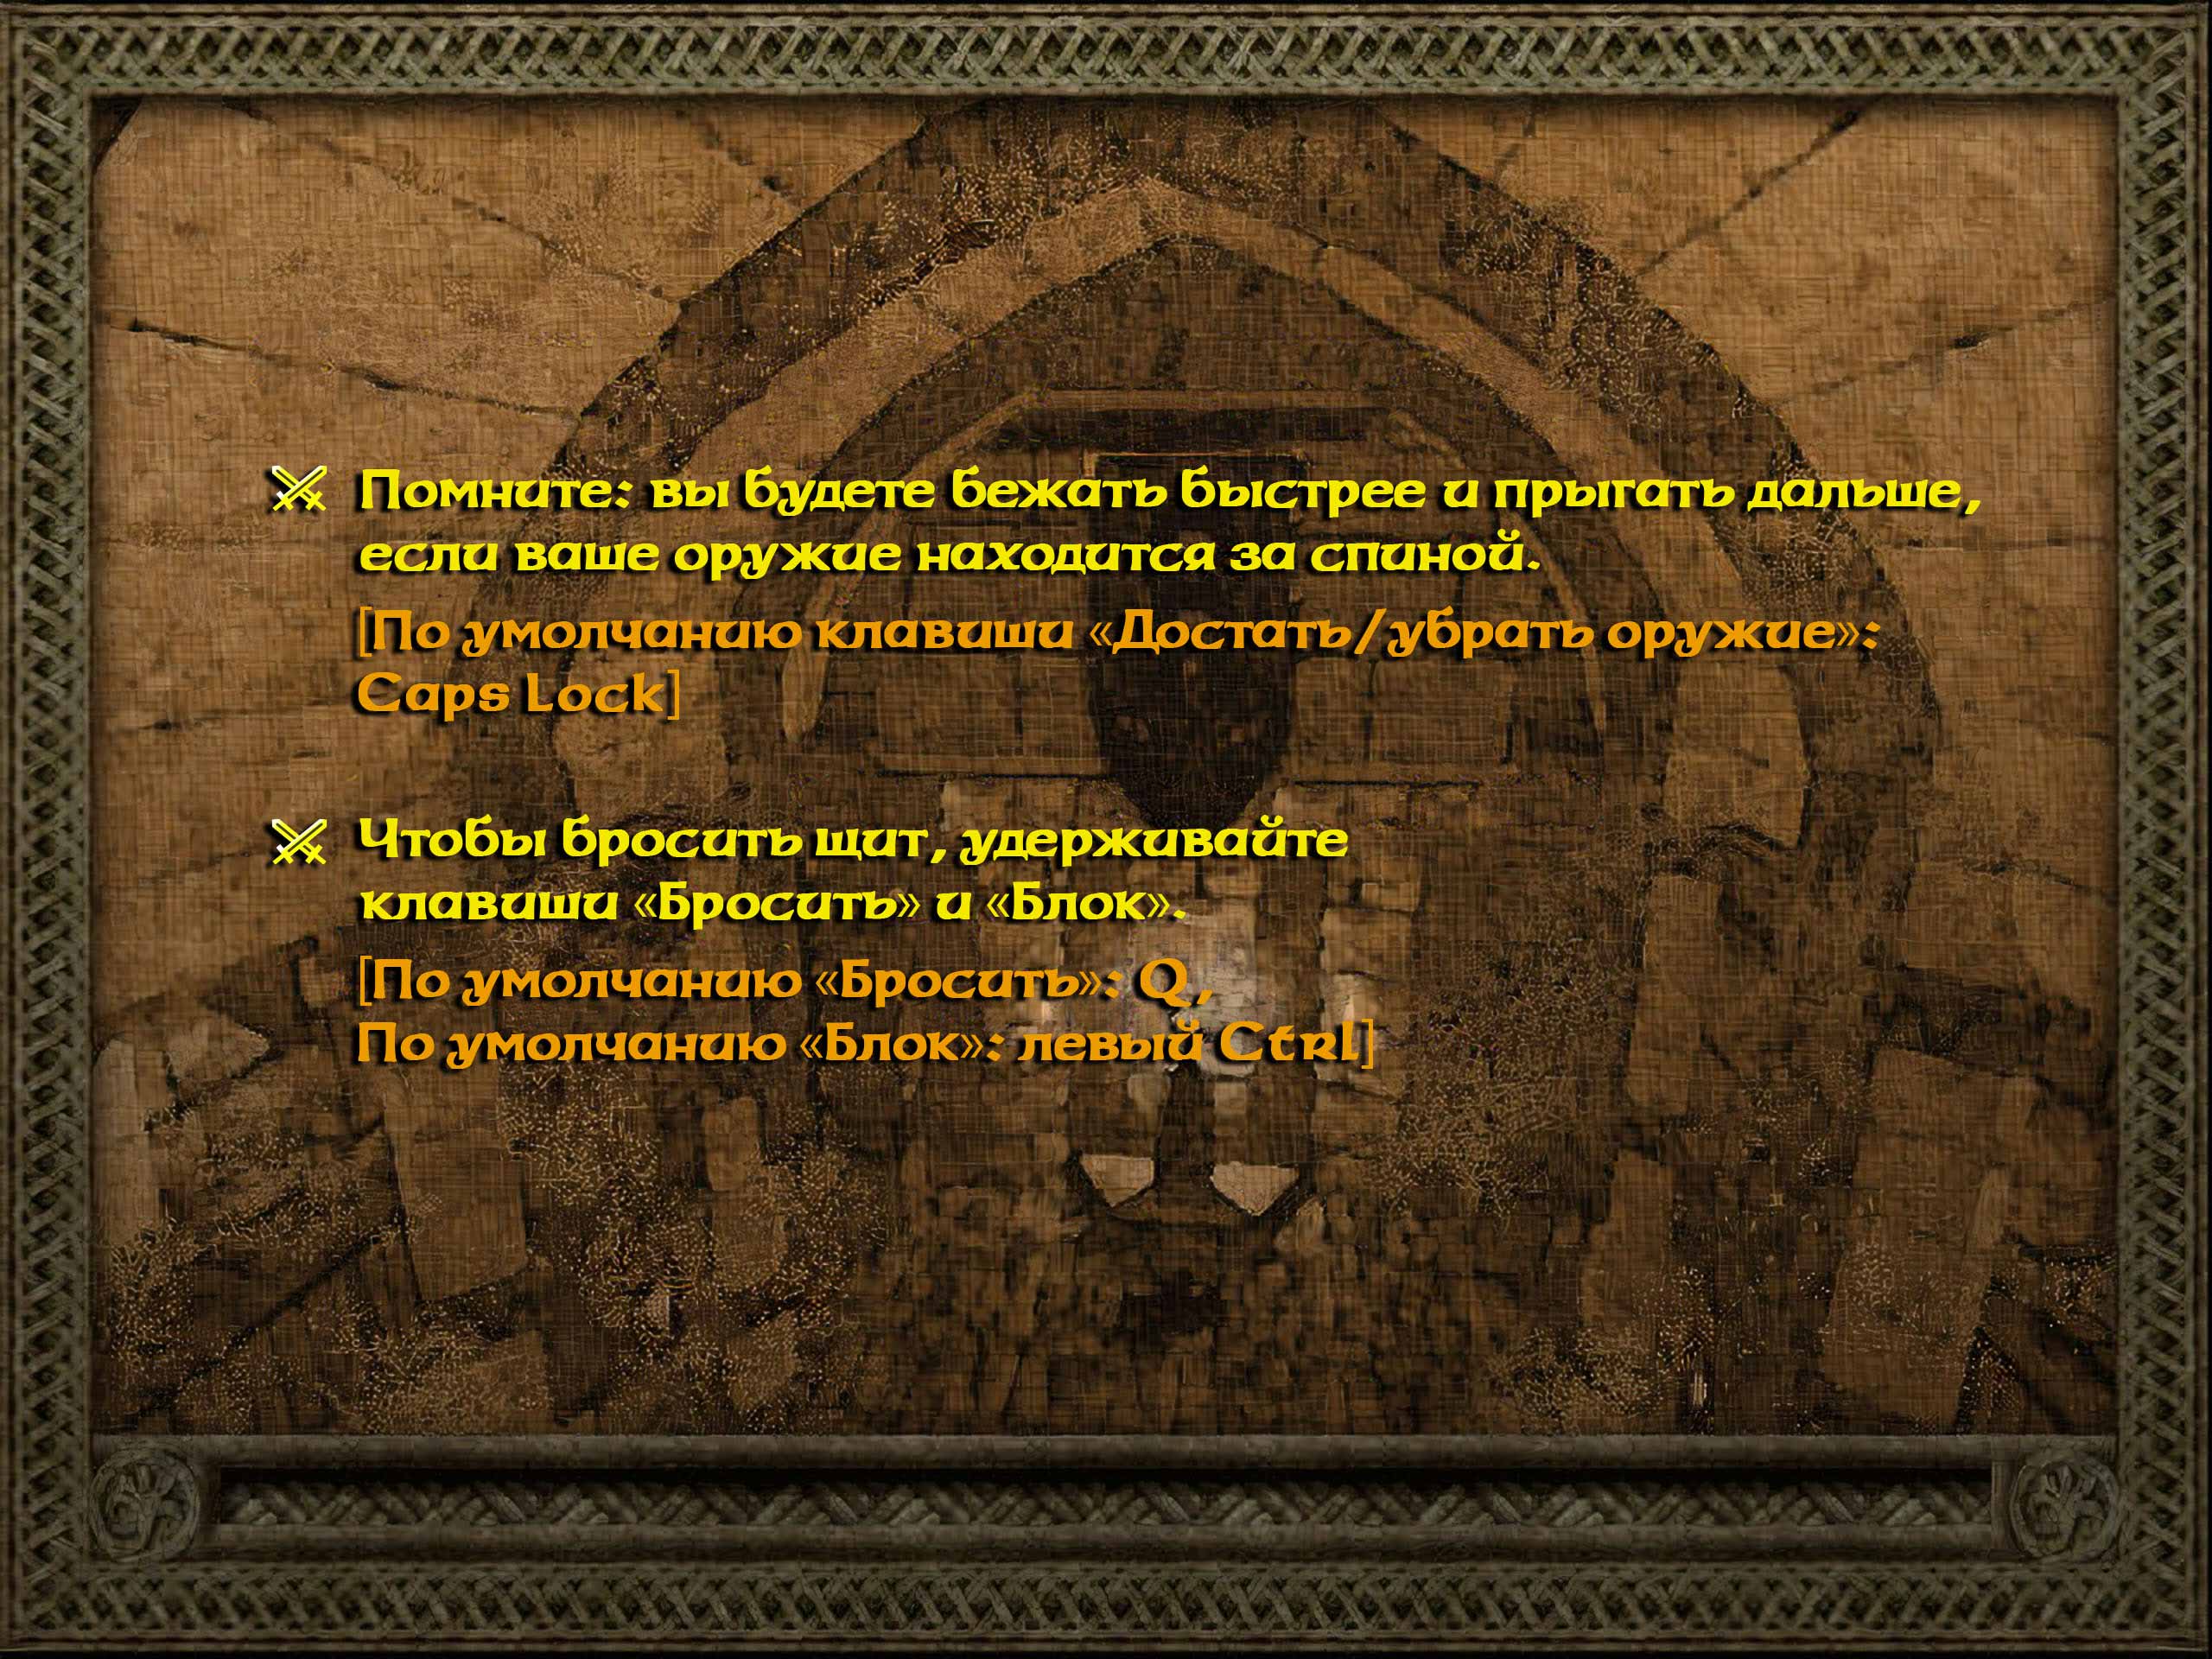 Помните: вы будете бежать быстрее и прыгать дальше,
если ваше оружие находится за спиной.
[По умолчанию клавиши «Достать/убрать оружие»:
Caps Lock]
Чтобы бросить щит, удерживайте
клавиши «Бросить» и «Блок».
[По умолчанию «Бросить»: Q,
По умолчанию «Блок»: левый Ctrl]